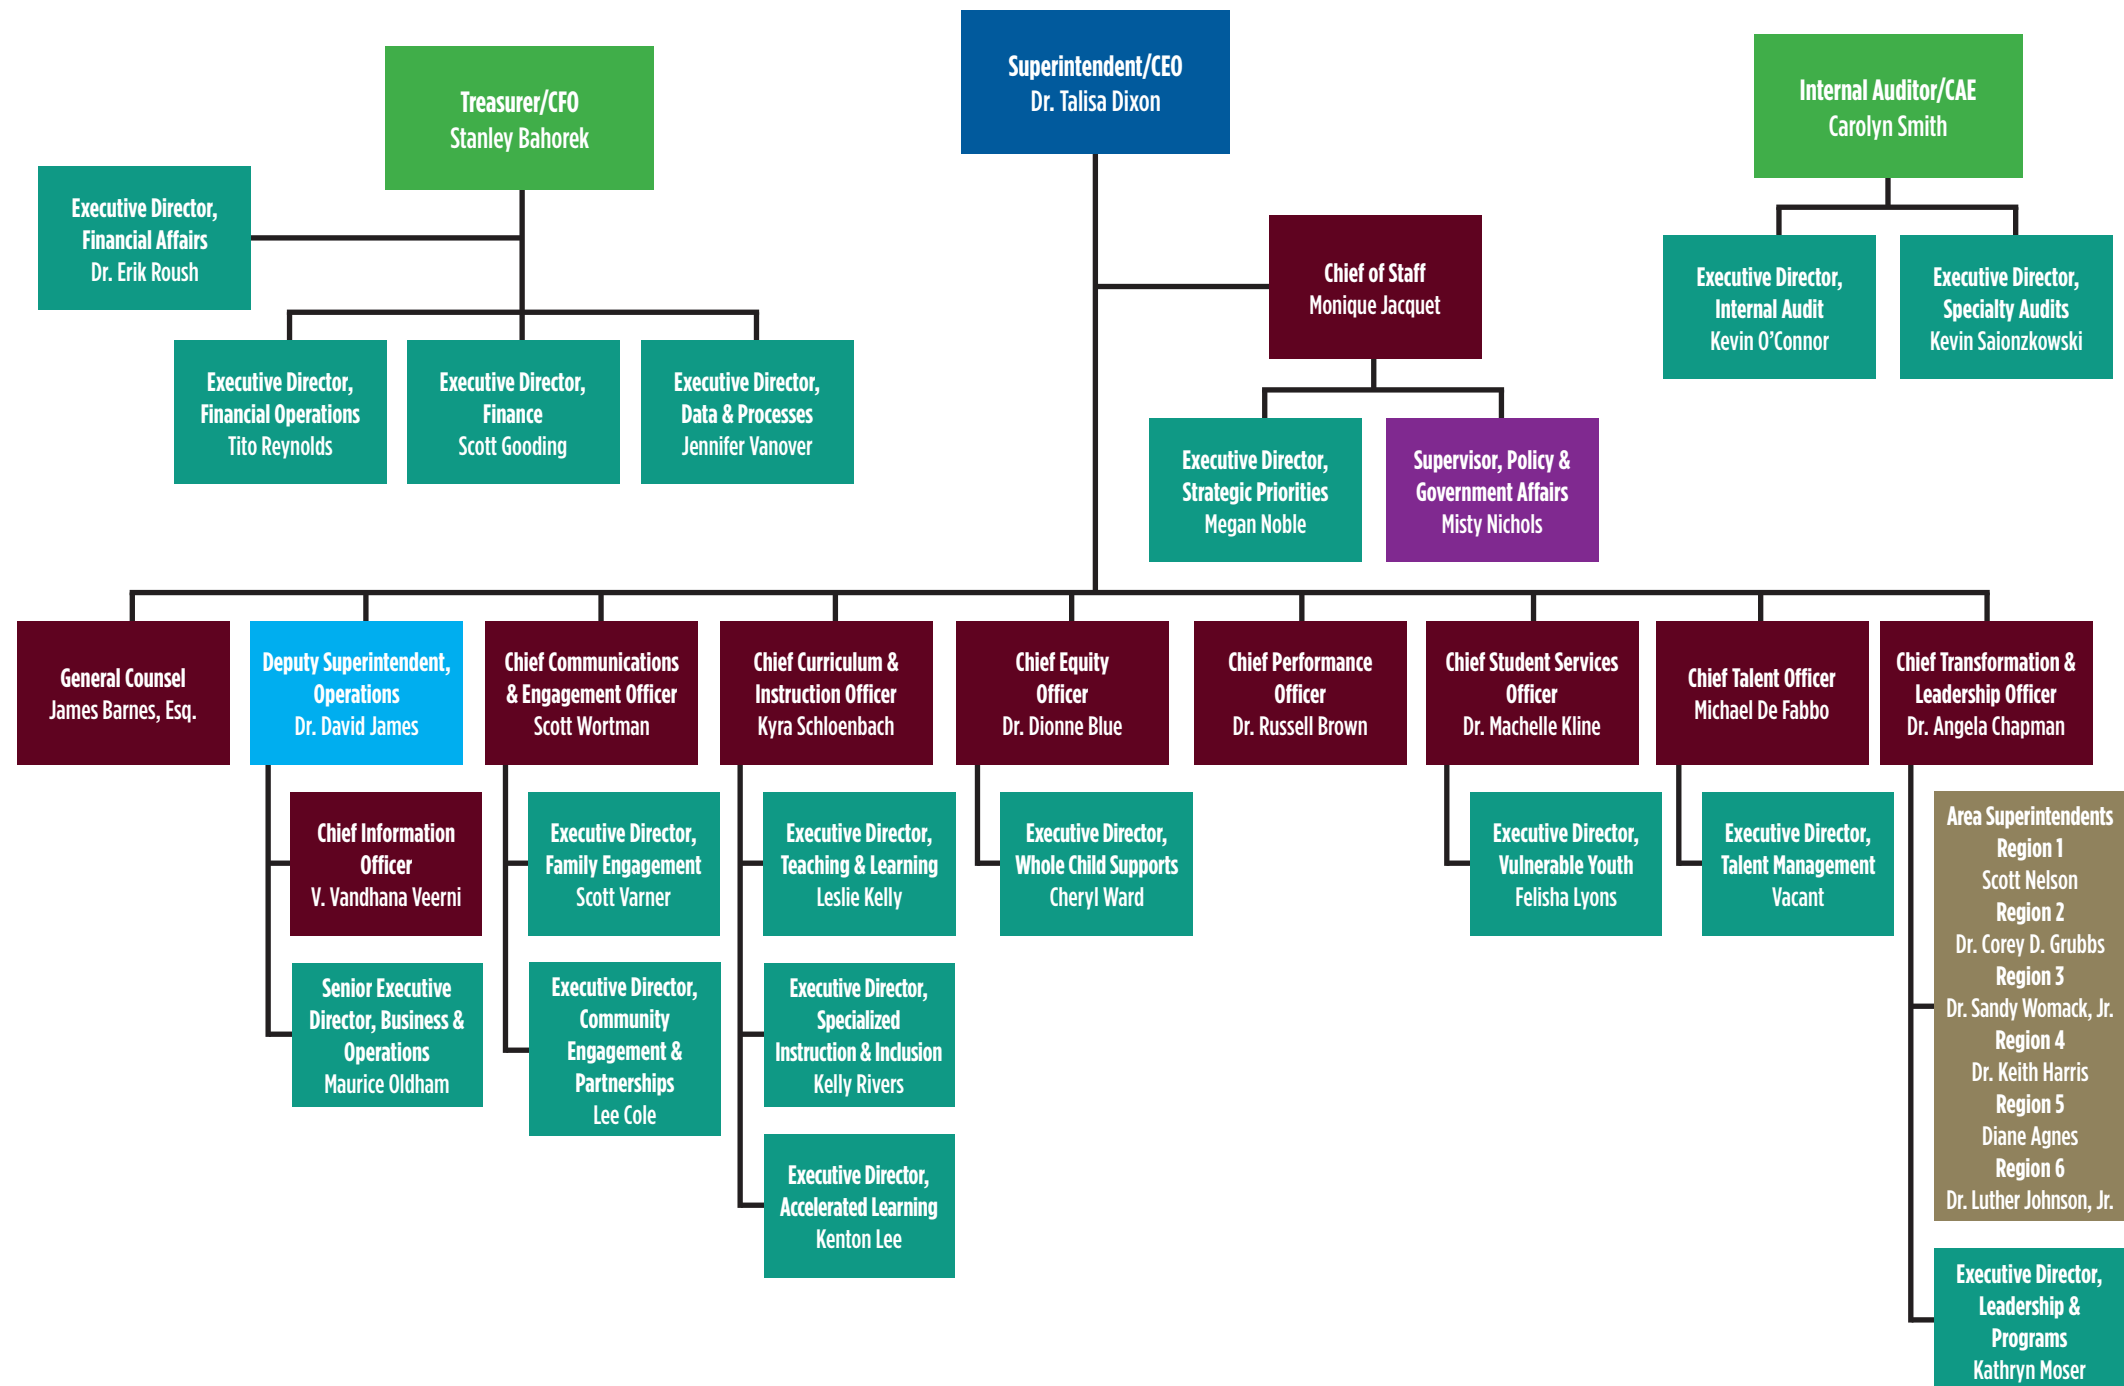 Superintendent/CEO
Dr. Talisa Dixon
Treasurer/CFO
Stanley Bahorek
Internal Auditor/CAE
Carolyn Smith
Executive Director,
Financial Affairs
Dr. Erik Roush
Executive Director,
Financial Operations
Tito Reynolds
Executive Director,
Finance
Scott Gooding
Executive Director,
Data & Processes
Jennifer Vanover
Chief of Staff
Monique Jacquet
Executive Director,
Strategic Priorities
Megan Noble
Supervisor, Policy &
Government Affairs
Misty Nichols
Executive Director,
Internal Audit
Kevin O’Connor
Executive Director,
Specialty Audits
Kevin Saionzkowski
General Counsel
James Barnes, Esq.
Deputy Superintendent,
Operations
Dr. David James
Chief Information
Officer
V. Vandhana Veerni
Senior Executive
Director, Business &
Operations
Maurice Oldham
Chief Communications
& Engagement Officer
Scott Wortman
Executive Director,
Family Engagement
Scott Varner
Executive Director,
Community
Engagement &
Partnerships
Lee Cole
Chief Curriculum &
Instruction Officer
Kyra Schloenbach
Executive Director,
Teaching & Learning
Leslie Kelly
Executive Director,
Specialized
Instruction & Inclusion
Kelly Rivers
Executive Director,
Accelerated Learning
Kenton Lee
Chief Equity
Officer
Dr. Dionne Blue
Executive Director,
Whole Child Supports
Cheryl Ward
Chief Performance
Officer
Dr. Russell Brown
Chief Student Services
Officer
Dr. Machelle Kline
Executive Director,
Vulnerable Youth
Felisha Lyons
Chief Talent Officer
Michael De Fabbo
Executive Director,
Talent Management
Vacant
Chief Transformation &
Leadership Officer
Dr. Angela Chapman
Area Superintendents
Region 1
Scott Nelson
Region 2
Dr. Corey D. Grubbs
Region 3
Dr. Sandy Womack, Jr.
Region 4
Dr. Keith Harris
Region 5
Diane Agnes
Region 6
Dr. Luther Johnson, Jr.
Executive Director,
Leadership &
Programs
Kathryn Moser